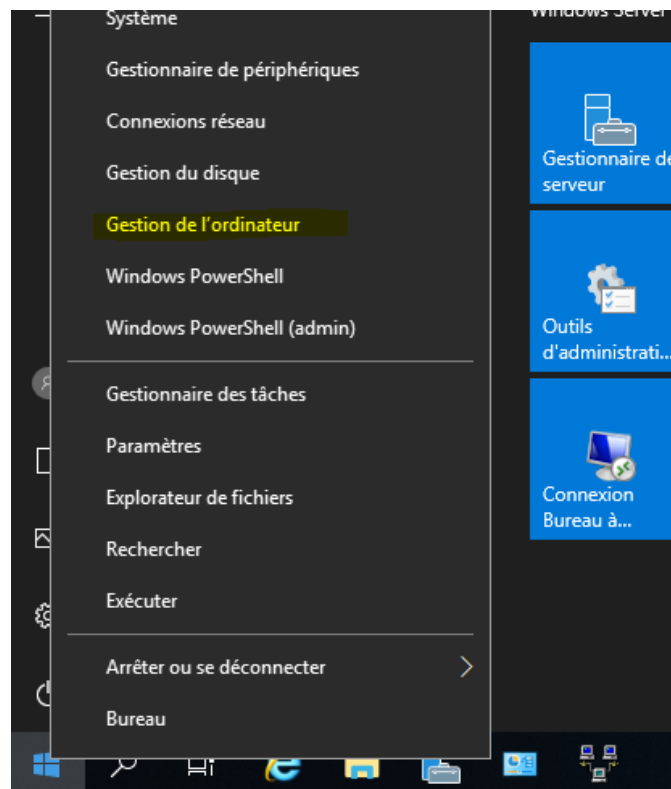 Système
Windows Server
Gestionnaire de périphériques
Connexions réseau
Gestion du disque
Gestion de l'ordinateur
Windows PowerShell
Windows PowerShell (admin)
Gestionnaire des tâches
Paramètres
Explorateur de fichiers
Rechercher
Exécuter
Arrêter ou se déconnecter
Bureau
Gestionnaire de
serveur
Outils
d'administrati...
Connexion
Bureau à...